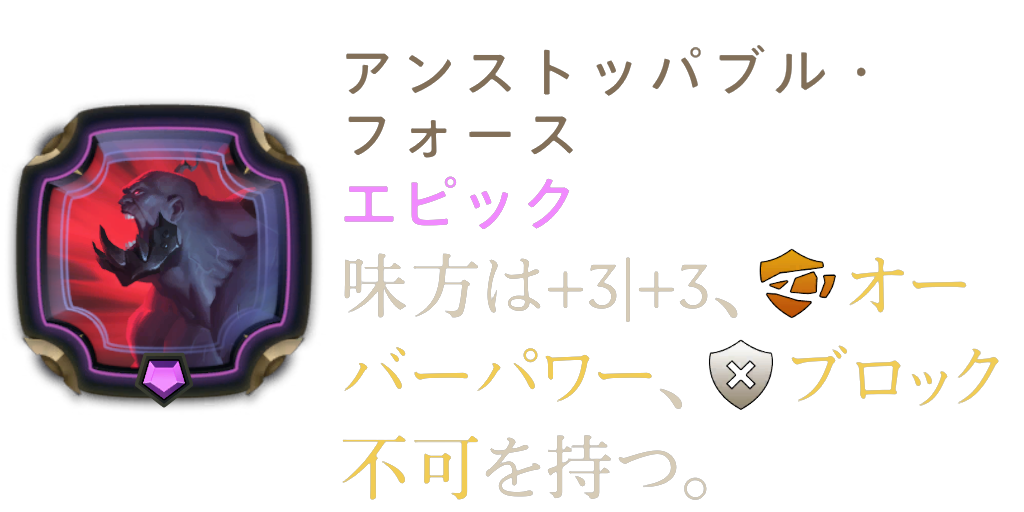 アンストッパブル・
フォース
エピック
味方は+3|+3、オー
バーパワー、ブロック
不可を持つ。